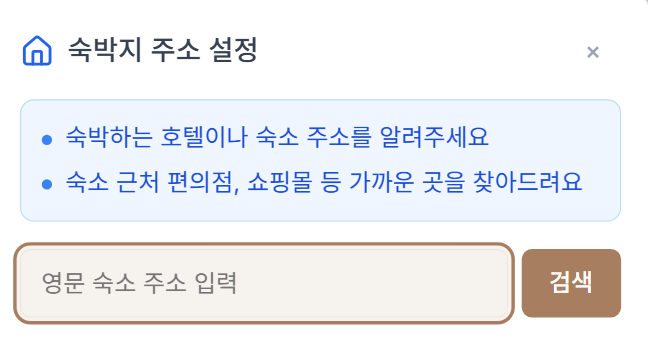 숙박지 주소 설정 ×
숙박하는 호텔이나 숙소 주소를 알려주세요
숙소 근처 편의점, 쇼핑몰 등 가까운 곳을 찾아드려요
영문 숙소 주소 입력 검색